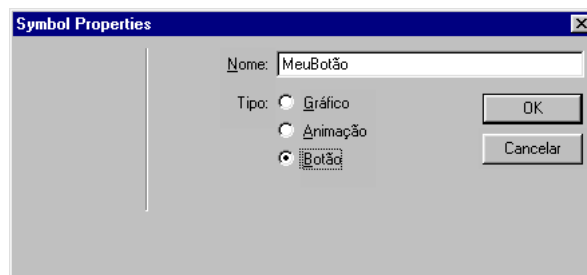 Symbol Properties
Nome: MeuBotão
Tipo: Gráfico
Animação
Botão
OK
Cancelar